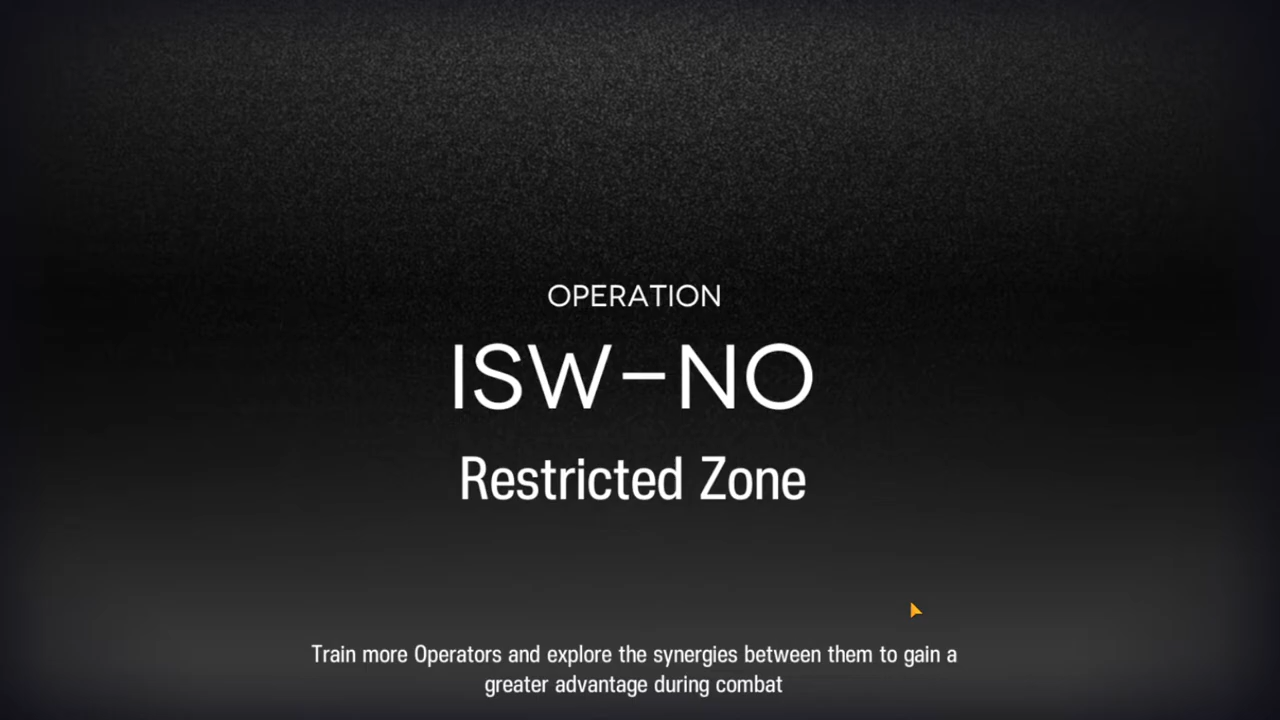 OPERATION
ISW-NO
Restricted Zone
Train more Operators and explore the synergies between them to gain a
greater advantage during combat